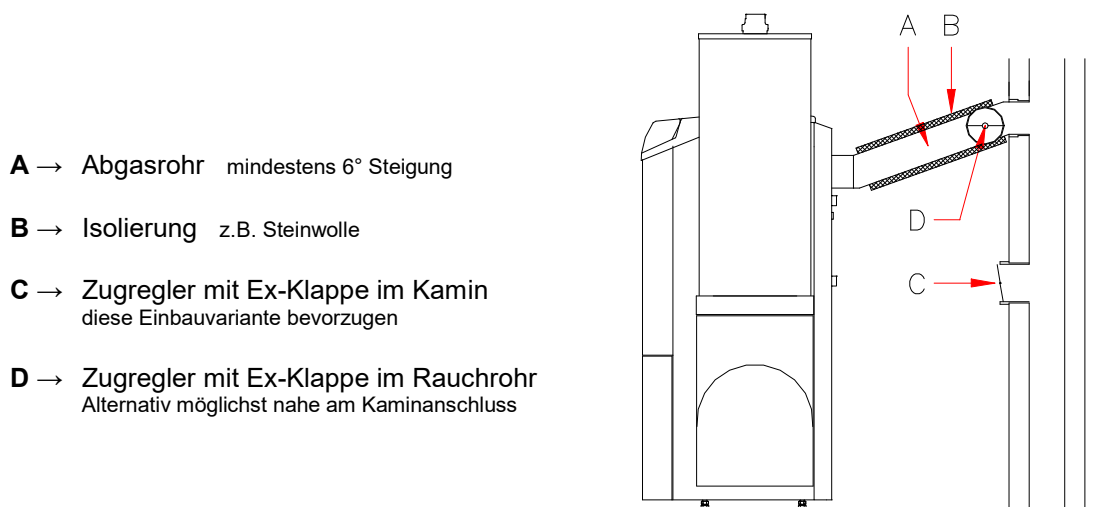 A → Abgasrohr mindestens 6° Steigung
B → Isolierung z.B. Steinwolle
C → Zugregler mit Ex-Klappe im Kamin
diese Einbauvariante bevorzugen
D → Zugregler mit Ex-Klappe im Rauchrohr
Alternativ möglichst nahe am Kaminanschluss
A B
D
C